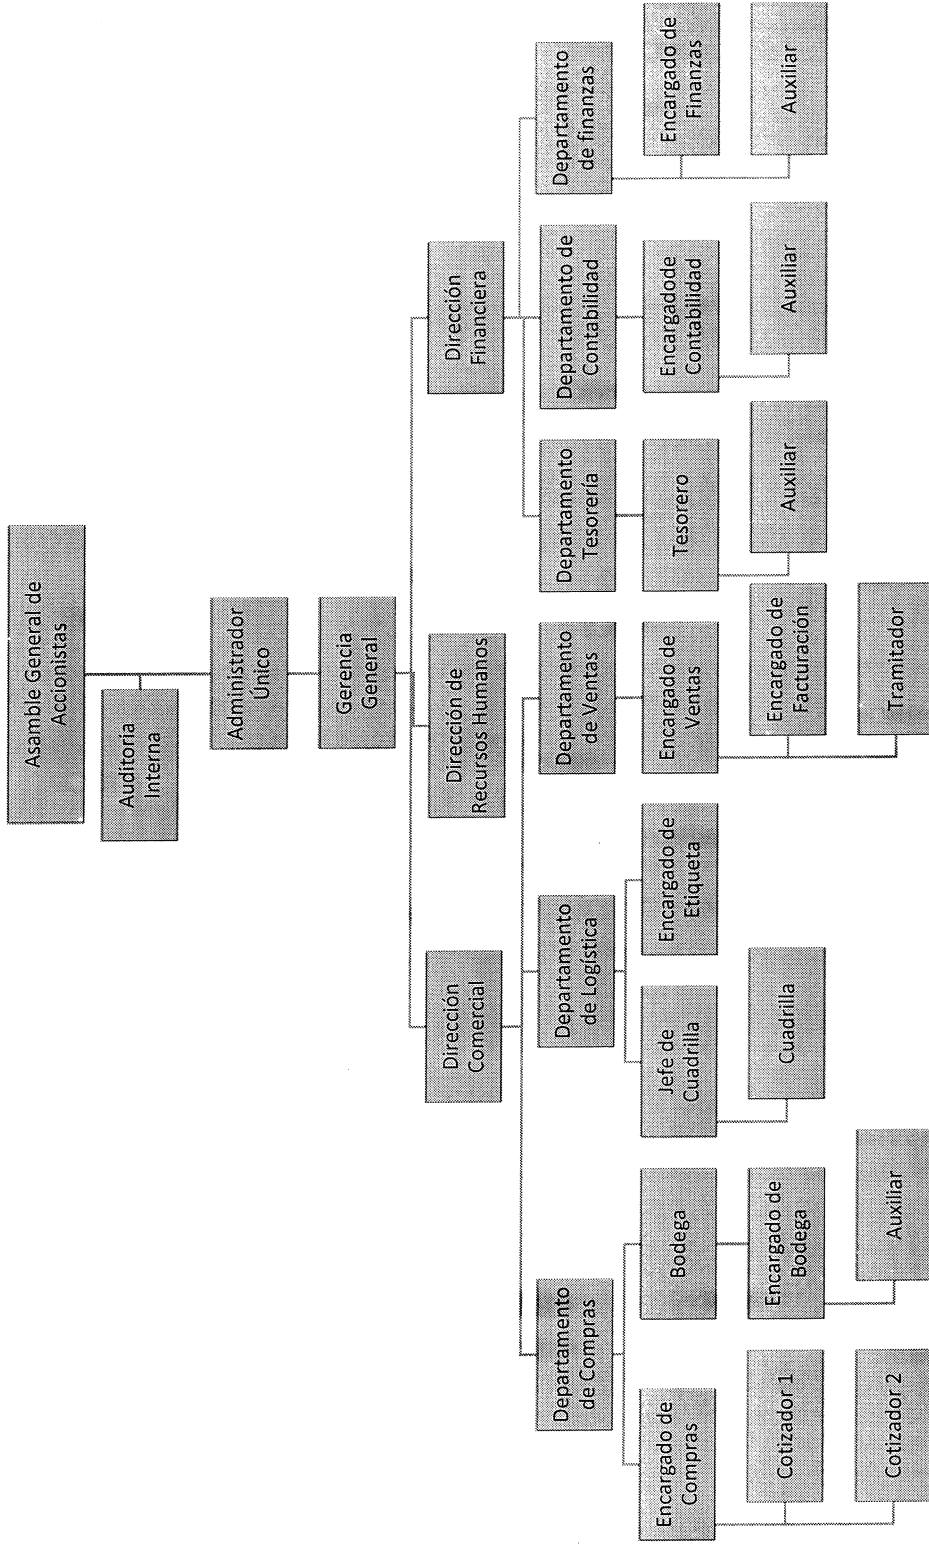 Asamble General de
Accionistas
Auditoria
Interna
Administrador
Único
Gerencia
General
Dirección
Comercial
Dirección de
Recursos Humanos
Dirección
Financiera
Departamento
de Compras
Departamento
de Logística
Departamento
de Ventas
Departamento
Tesorería
Departamento de
Contabilidad
Departamento
de finanzas
Encargado de
Compras
Bodega
Jefe de
Cuadrilla
Encargado de
Etiqueta
Encargado de
Ventas
Tesorero
Encargadode
Contabilidad
Encargado de
Finanzas
Cotizador 1
Encargado de
Bodega
Cuadrilla
Encargado de
Facturación
Auxiliar
Auxiliar
Auxiliar
Cotizador 2
Auxiliar
Tramitador